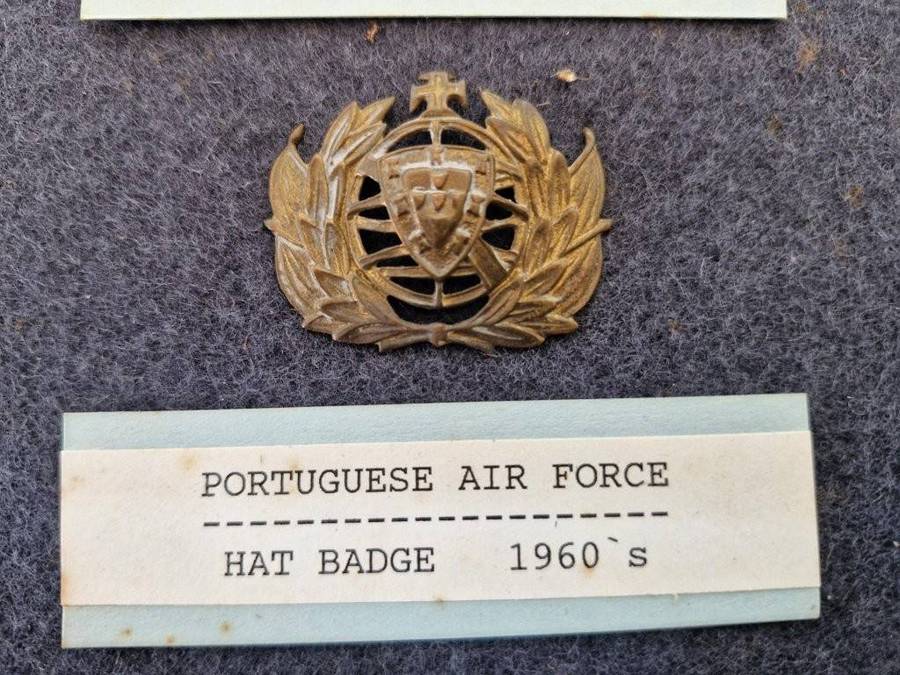 PORTUGUESE AIR FORCE
--------------------
HAT BADGE 1960`s